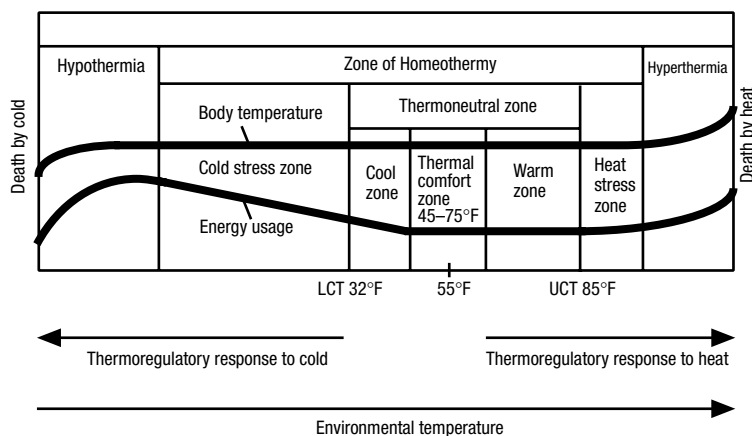 Hypothermia
Zone of Homeothermy
Hyperthermia
Thermoneutral zone
Body temperature
Death by cold
Death by heat
Cold stress zone
Cool
zone
Thermal
comfort
zone
45–75°F
Warm
zone
Heat
stress
zone
Energy usage
LCT 32°F
55°F
UCT 85°F
Thermoregulatory response to cold
Thermoregulatory response to heat
Environmental temperature